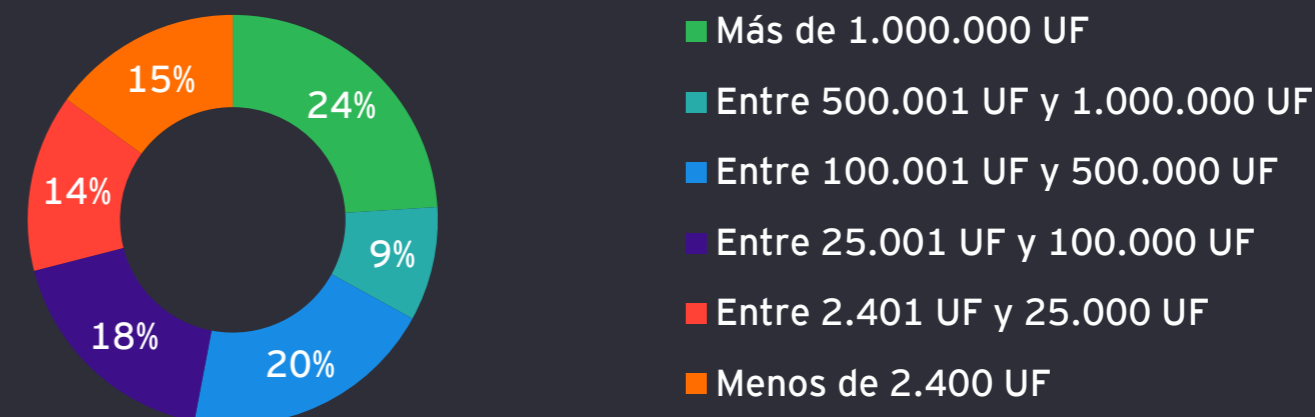 24%
9%
20%
18%
14%
15%
Más de 1.000.000 UF
Entre 500.001 UF y 1.000.000 UF
Entre 100.001 UF y 500.000 UF
Entre 25.001 UF y 100.000 UF
Entre 2.401 UF y 25.000 UF
Menos de 2.400 UF